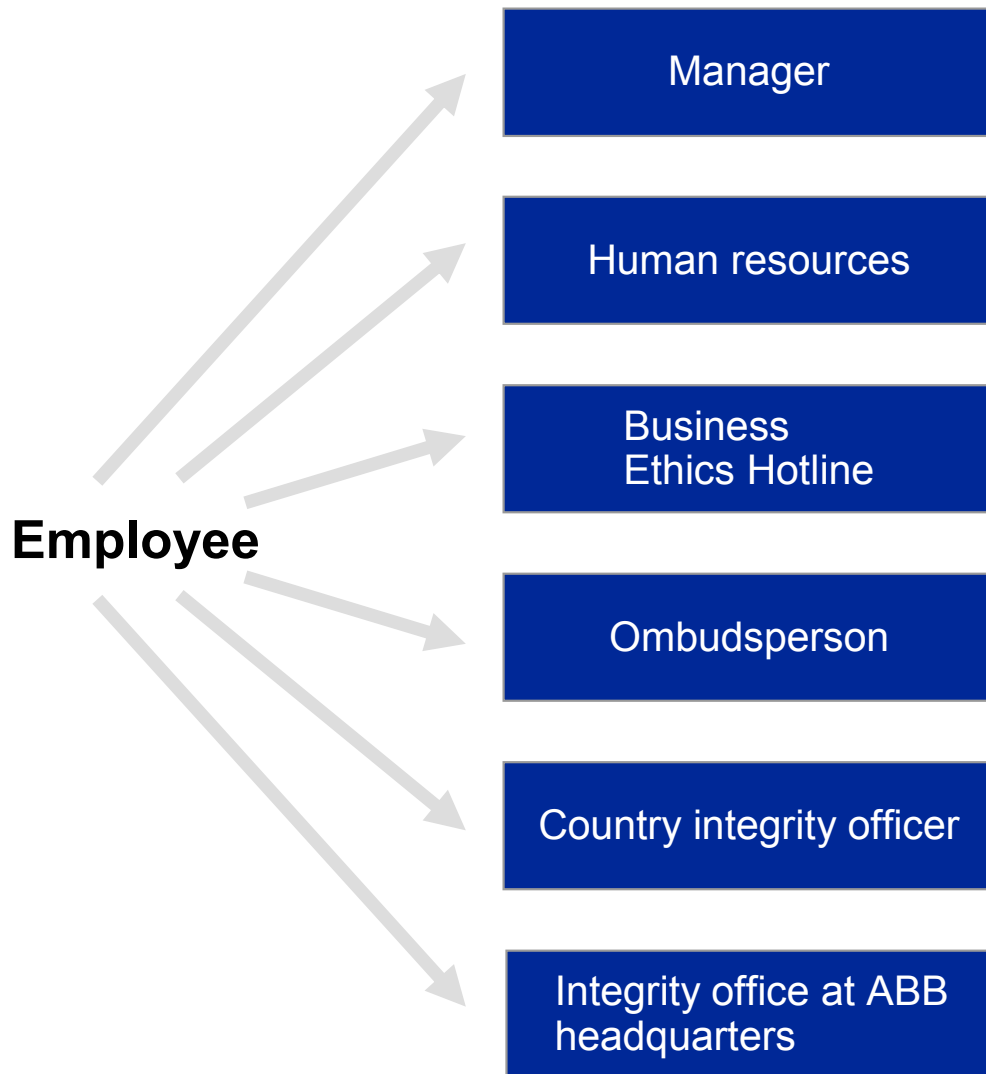 Manager
Human resources
Business
Ethics Hotline
Employee
Ombudsperson
Country integrity officer
Integrity office at ABB
headquarters